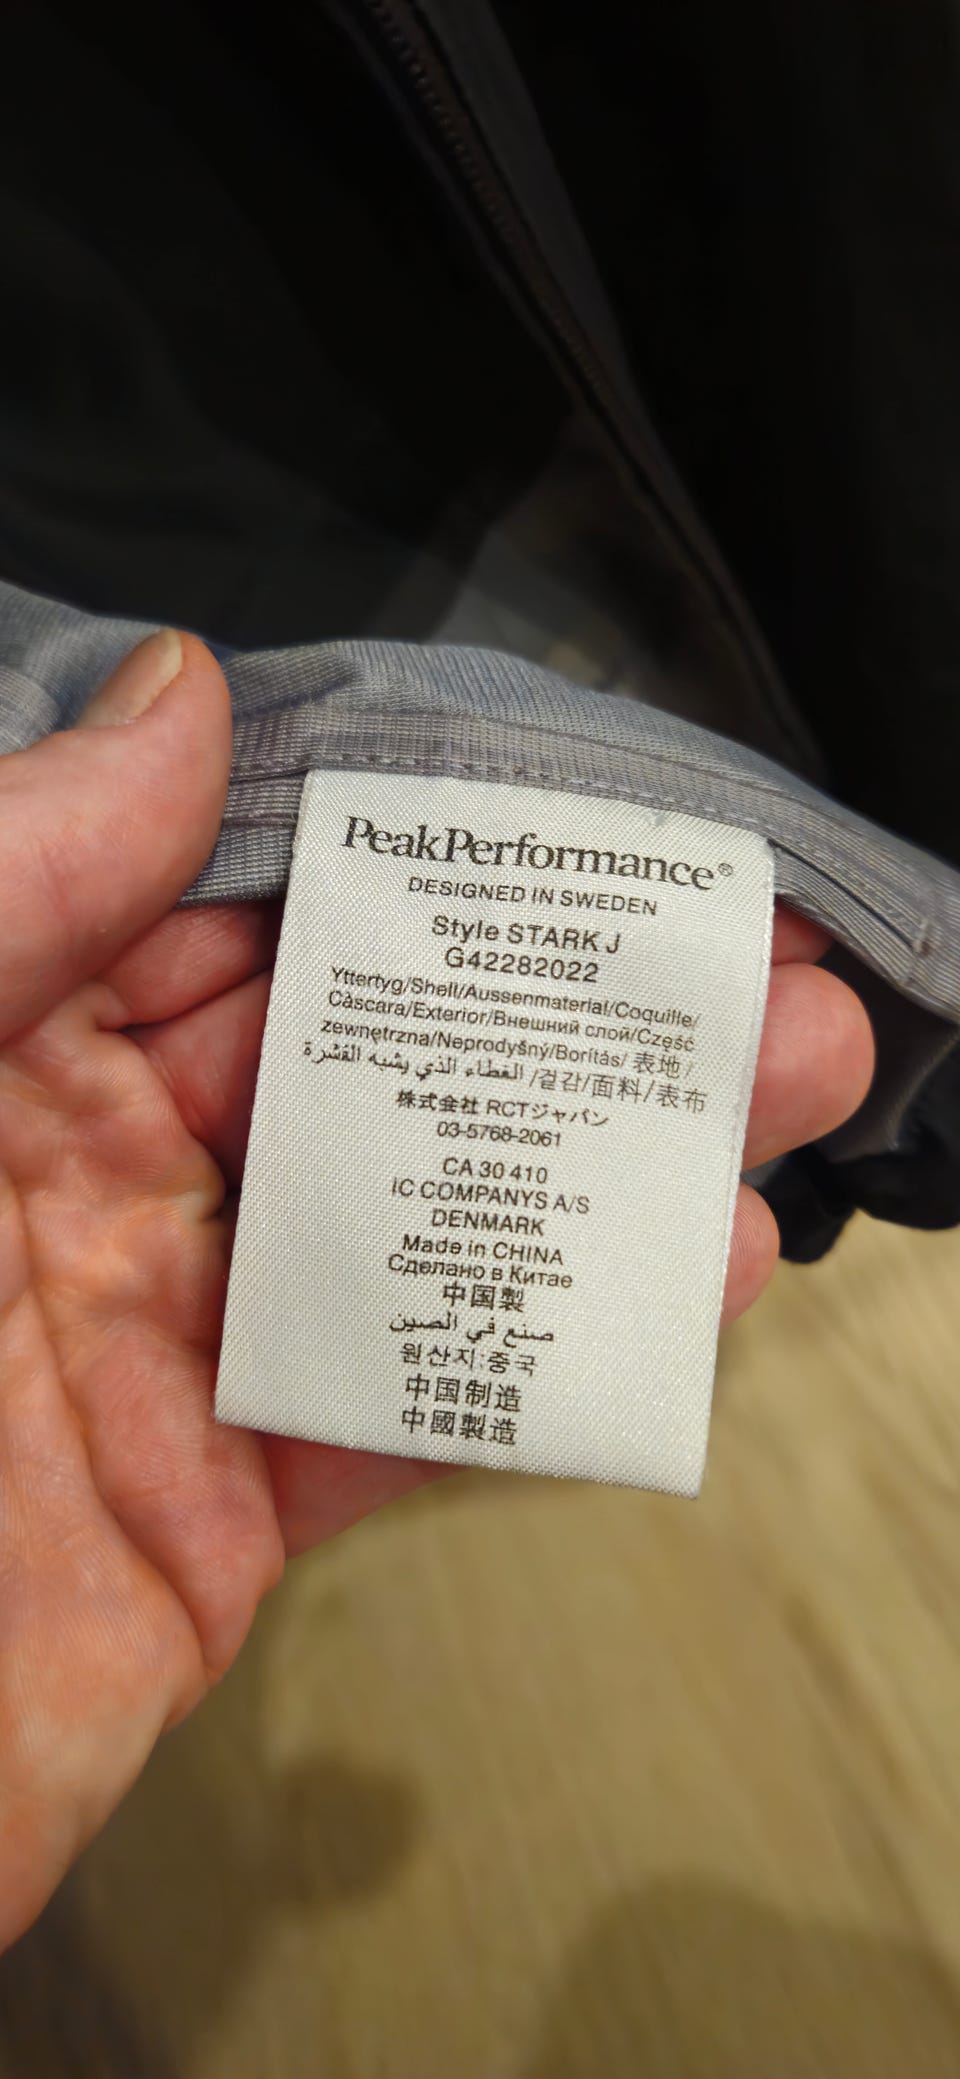 PeakPerformance®
DESIGNED IN SWEDEN
Style STARK J
G42282022
Yttertyg/Shell/Aussenmaterial/Coquille/
Càscara/Exterior/Внешний слой/Część
zewnętrzna/Neprodyšný/Borítás/ 表地 /
الغطاء الذي يشبه القشرة /겉감/面料/表布
株式会社 RCTジャパン
03-5768-2061
CA 30 410
IC COMPANYS A/S
DENMARK
Made in CHINA
Сделано в Китае
中国製
صنع في الصين
원산지:중국
中国制造
中國製造